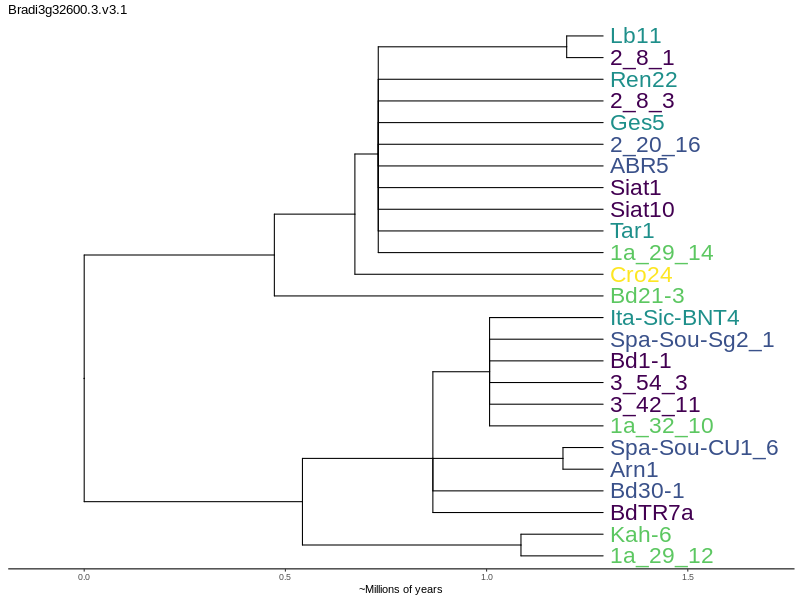 Bradi3g32600.3.v3.1
Lb11
2_8_1
Ren22
2_8_3
Ges5
2_20_16
ABR5
Siat1
Siat10
Tar1
1a_29_14
Cro24
Bd21-3
Ita-Sic-BNT4
Spa-Sou-Sg2_1
Bd1-1
3_54_3
3_42_11
1a_32_10
Spa-Sou-CU1_6
Arn1
Bd30-1
BdTR7a
Kah-6
1a_29_12
0.0 0.5 1.0 1.5
~Millions of years